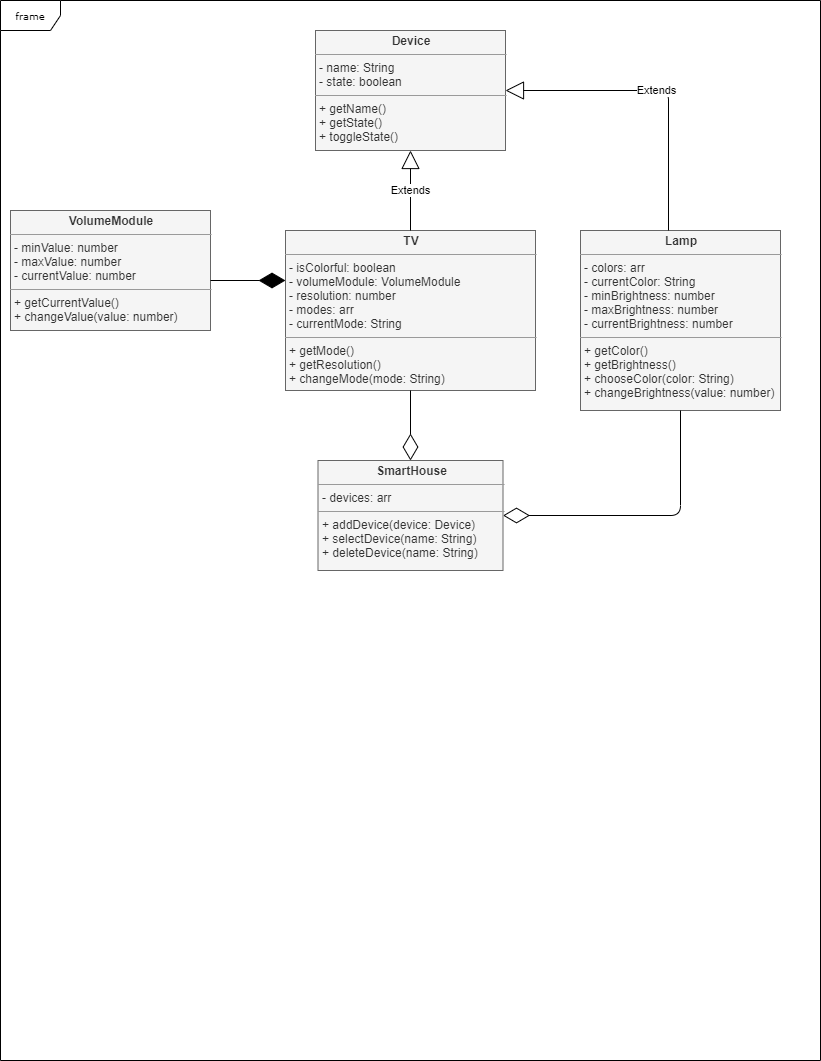 frame
Device
- name: String
- state: boolean
+ getName()
+ getState()
+ toggleState()
Extends
Extends
VolumeModule
- minValue: number
- maxValue: number
- currentValue: number
+ getCurrentValue()
+ changeValue(value: number)
TV
- isColorful: boolean
- volumeModule: VolumeModule
- resolution: number
- modes: arr
- currentMode: String
+ getMode()
+ getResolution()
+ changeMode(mode: String)
Lamp
- colors: arr
- currentColor: String
- minBrightness: number
- maxBrightness: number
- currentBrightness: number
+ getColor()
+ getBrightness()
+ chooseColor(color: String)
+ changeBrightness(value: number)
SmartHouse
- devices: arr
+ addDevice(device: Device)
+ selectDevice(name: String)
+ deleteDevice(name: String)